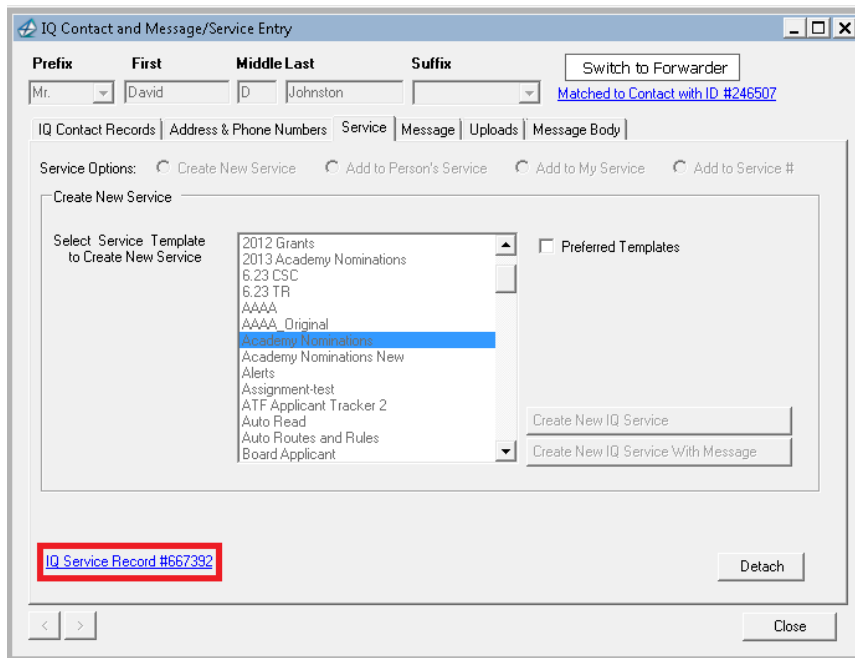 IQ Contact and Message/Service Entry
Prefix First Middle Last Suffix
Switch to Forwarder
Mr. David D Johnston
Matched to Contact with ID #246507
IQ Contact Records Address & Phone Numbers Service Message Uploads Message Body
Service Options: Create New Service Add to Person's Service Add to My Service Add to Service #
Create New Service
Select Service Template
to Create New Service
2012 Grants
2013 Academy Nominations
6.23 CSC
6.23 TR
AAAA
AAAA_Original
Academy Nominations
Academy Nominations New
Alerts
Assignment-test
ATF Applicant Tracker 2
Auto Read
Auto Routes and Rules
Board Applicant
Preferred Templates
Create New IQ Service
Create New IQ Service With Message
IQ Service Record #667392
Detach
< >
Close